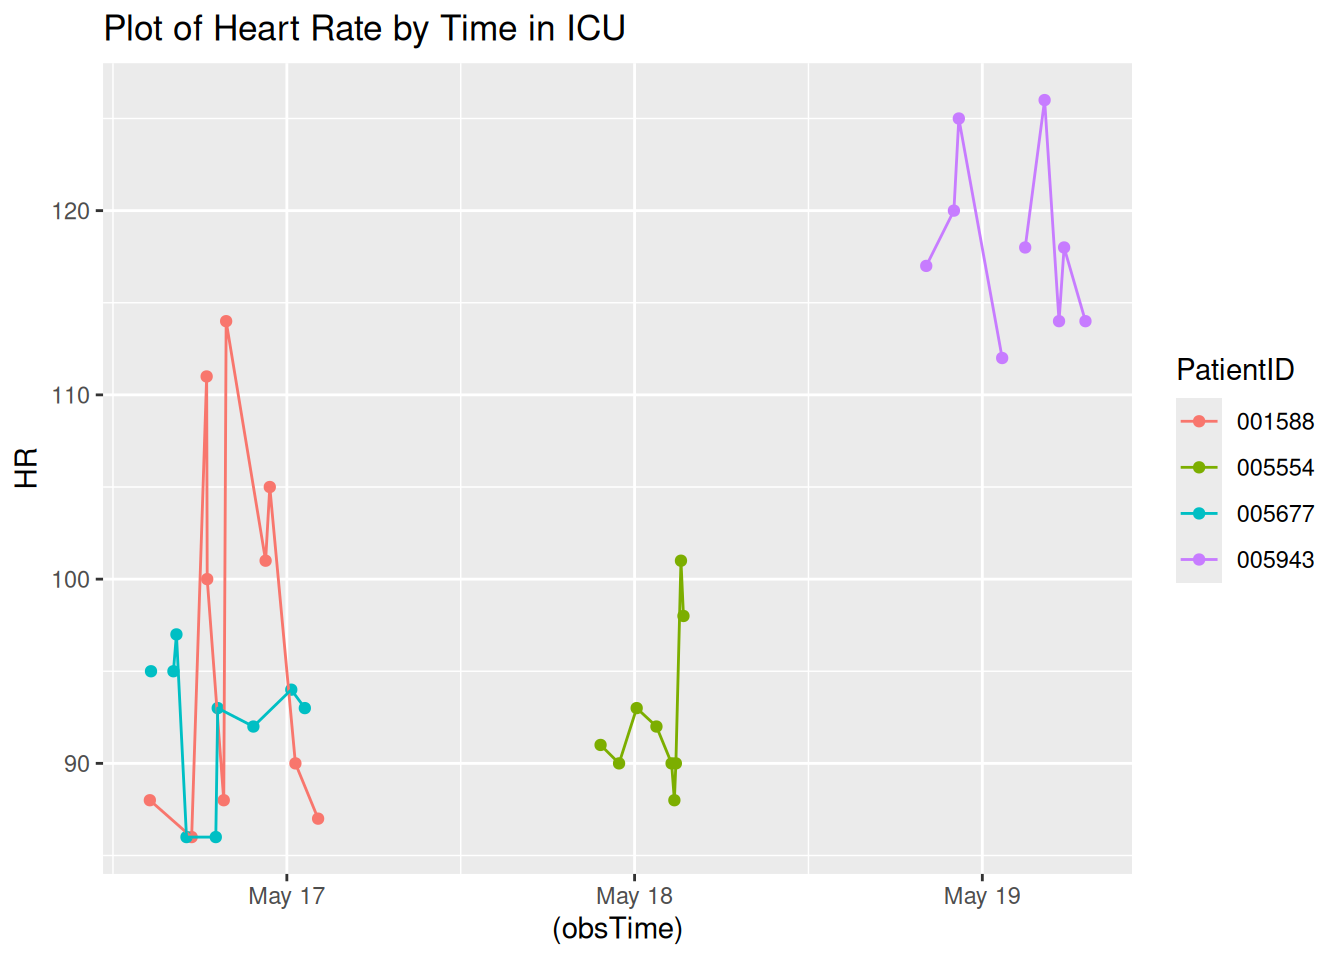 Plot of Heart Rate by Time in ICU
HR
120
110
100
90
May 17
May 18
May 19
(obsTime)
PatientID
001588
005554
005677
005943